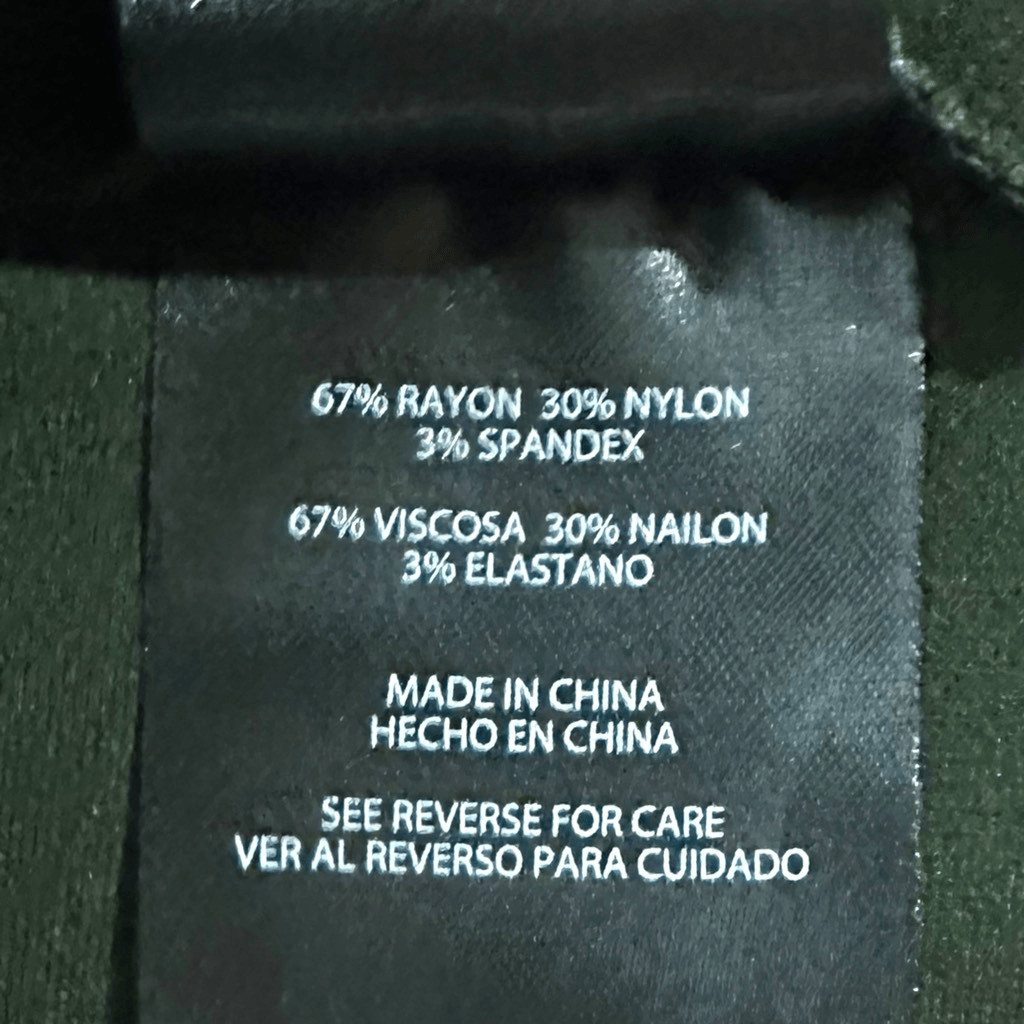 67% RAYON 30% NYLON
3% SPANDEX
67% VISCOSA 30% NAILON
3% ELASTANO
MADE IN CHINA
HECHO EN CHINA
SEE REVERSE FOR CARE
VER AL REVERSO PARA CUIDADO